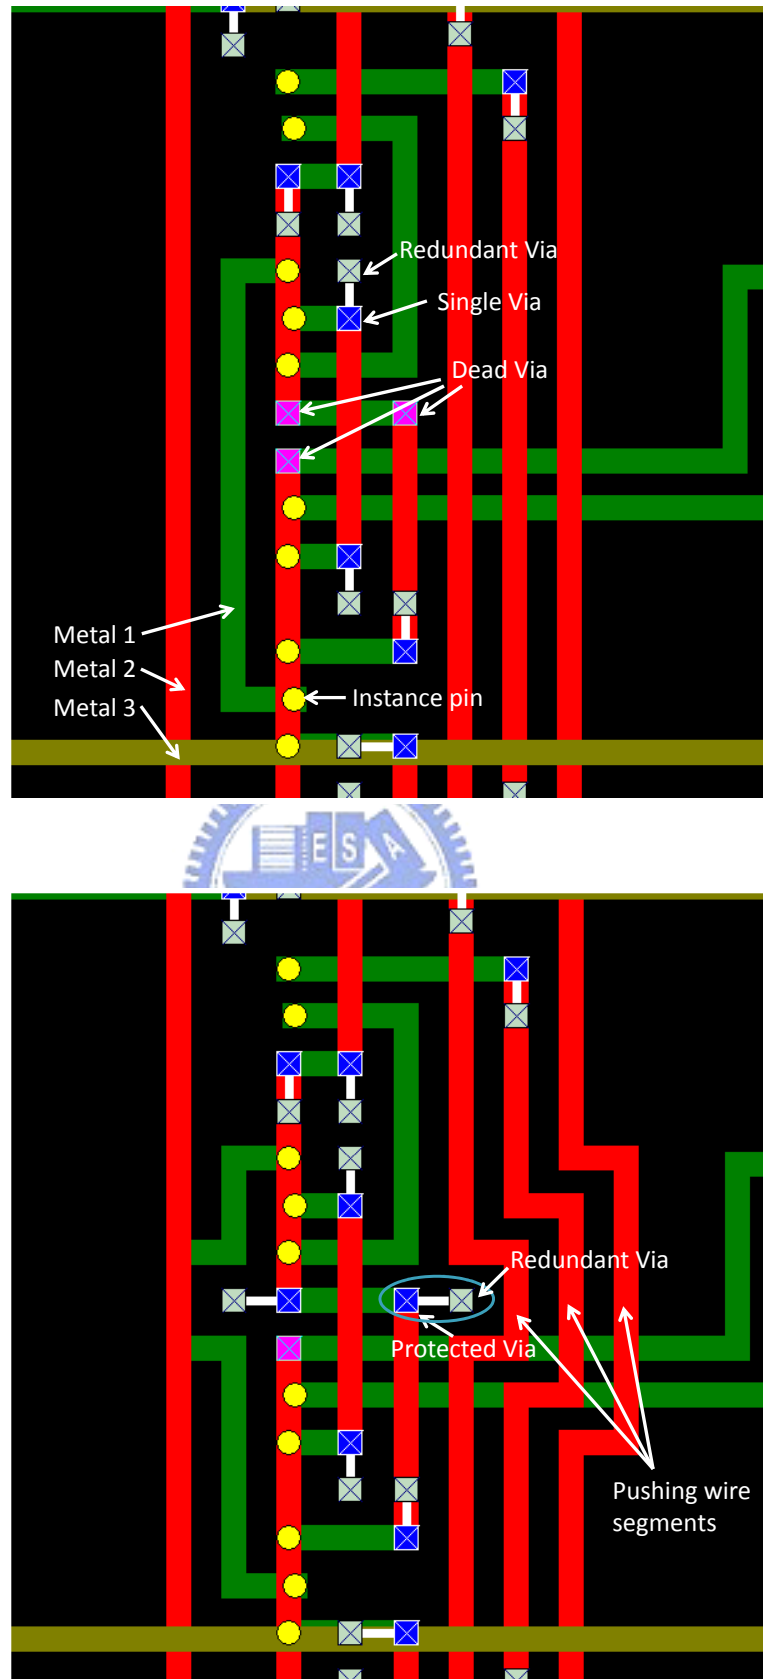 Redundant Via
Single Via
Dead Via
Metal 1
Metal 2
Metal 3
Instance pin
ESA
Redundant Via
Protected Via
Pushing wire
segments